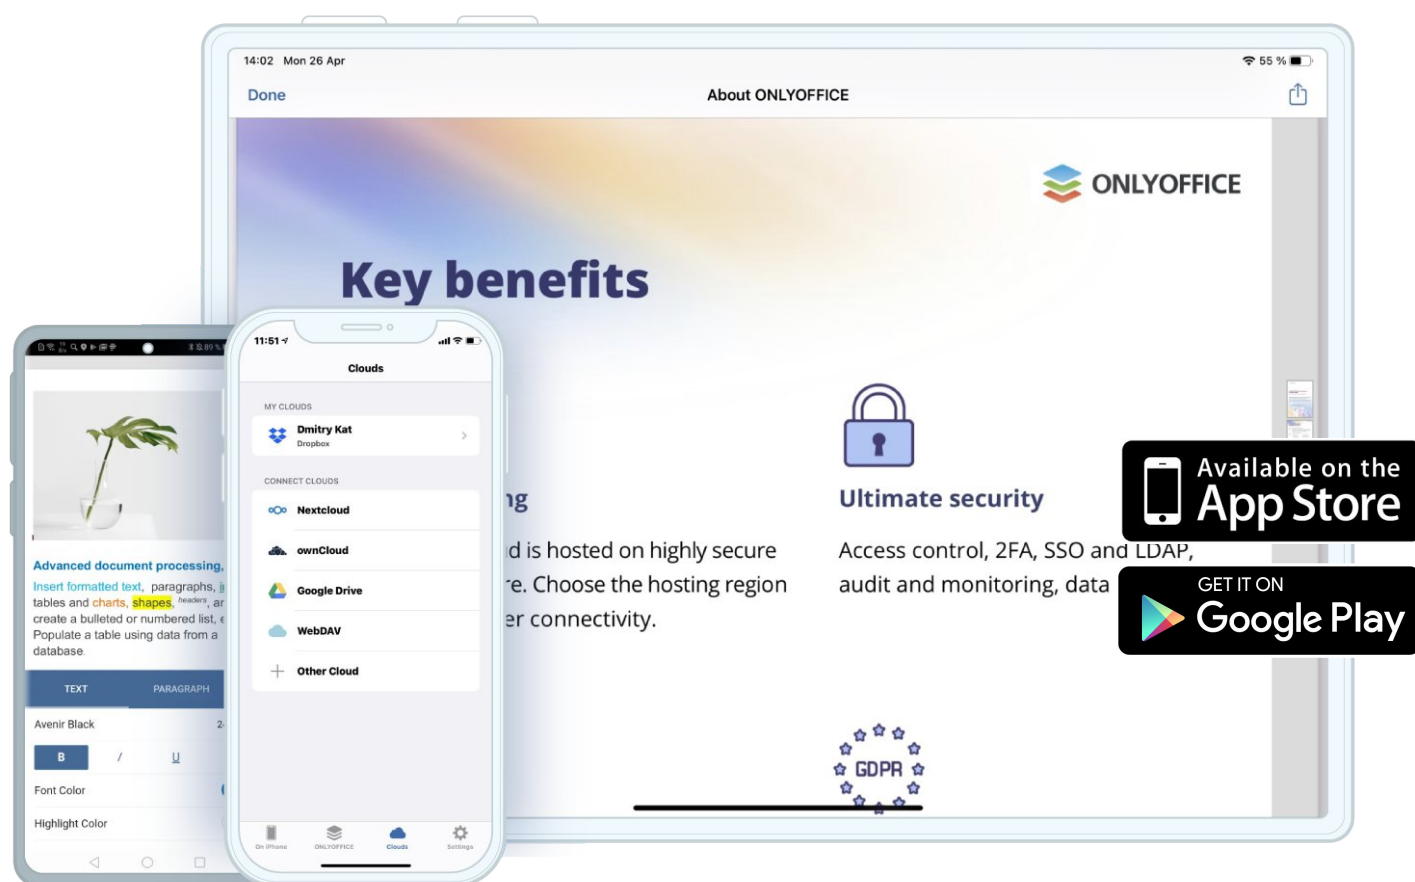 14:02 Mon 26 Apr
55 %
Done
About ONLYOFFICE
ONLYOFFICE
Key benefits
Ultimate security
is hosted on highly secure
Choose the hosting region
connectivity.
Access control, 2FA, SSO and LDAP,
audit and monitoring, data
GDPR
Available on the
App Store
GET IT ON
Google Play
11:51
Clouds
MY CLOUDS
Dmitry Kat
Dropbox
CONNECT CLOUDS
Nextcloud
ownCloud
Google Drive
WebDAV
Other Cloud
On iPhone
ONLYOFFICE
Clouds
Settings
Advanced document processing,
Insert formatted text, paragraphs,
tables and charts, shapes, headers,
create a bulleted or numbered list,
Populate a table using data from a
database.
TEXT
PARAGRAPH
Avenir Black
B
I
U
Font Color
Highlight Color